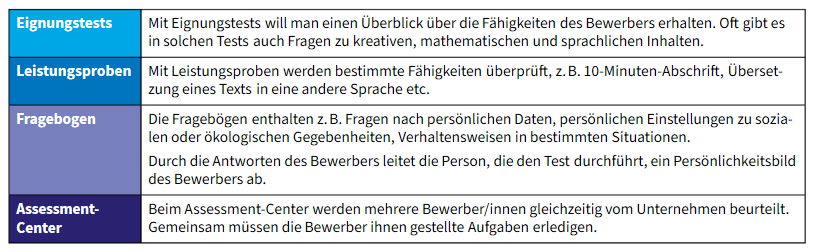 Eignungstests
Mit Eignungstests will man einen Überblick über die Fähigkeiten des Bewerbers erhalten. Oft gibt es
in solchen Tests auch Fragen zu kreativen, mathematischen und sprachlichen Inhalten.
Leistungsproben
Mit Leistungsproben werden bestimmte Fähigkeiten überprüft, z. B. 10-Minuten-Abschrift, Überset-
zung eines Texts in eine andere Sprache etc.
Fragebogen
Die Fragebögen enthalten z. B. Fragen nach persönlichen Daten, persönlichen Einstellungen zu sozia-
len oder ökologischen Gegebenheiten, Verhaltensweisen in bestimmten Situationen.
Durch die Antworten des Bewerbers leitet die Person, die den Test durchführt, ein Persönlichkeitsbild
des Bewerbers ab.
Assessment-
Center
Beim Assessment-Center werden mehrere Bewerber/innen gleichzeitig vom Unternehmen beurteilt.
Gemeinsam müssen die Bewerber ihnen gestellte Aufgaben erledigen.